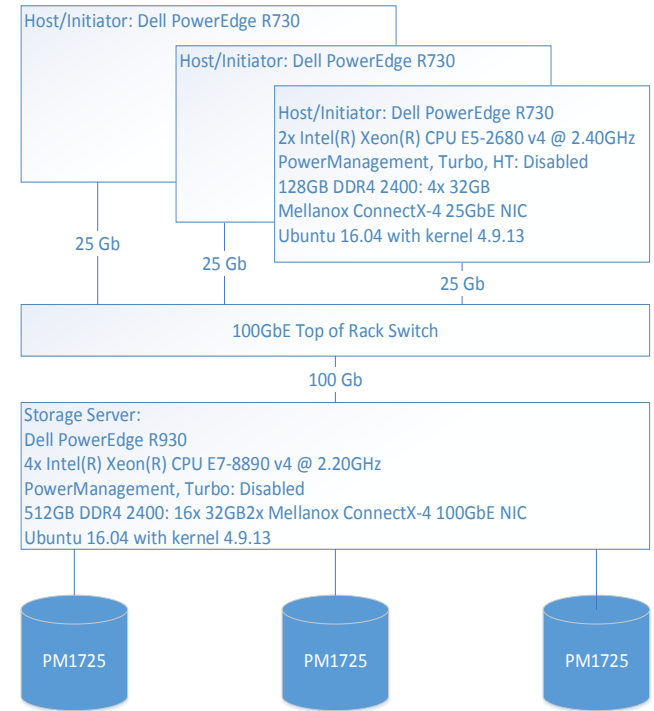 Host/Initiator: Dell PowerEdge R730
Host/Initiator: Dell PowerEdge R730
Host/Initiator: Dell PowerEdge R730
2x Intel(R) Xeon(R) CPU E5-2680 v4 @ 2.40GHz
PowerManagement, Turbo, HT: Disabled
128GB DDR4 2400: 4x 32GB
Mellanox ConnectX-4 25GbE NIC
Ubuntu 16.04 with kernel 4.9.13
25 Gb
25 Gb
25 Gb
100GbE Top of Rack Switch
100 Gb
Storage Server:
Dell PowerEdge R930
4x Intel(R) Xeon(R) CPU E7-8890 v4 @ 2.20GHz
PowerManagement, Turbo: Disabled
512GB DDR4 2400: 16x 32GB2x Mellanox ConnectX-4 100GbE NIC
Ubuntu 16.04 with kernel 4.9.13
PM1725
PM1725
PM1725